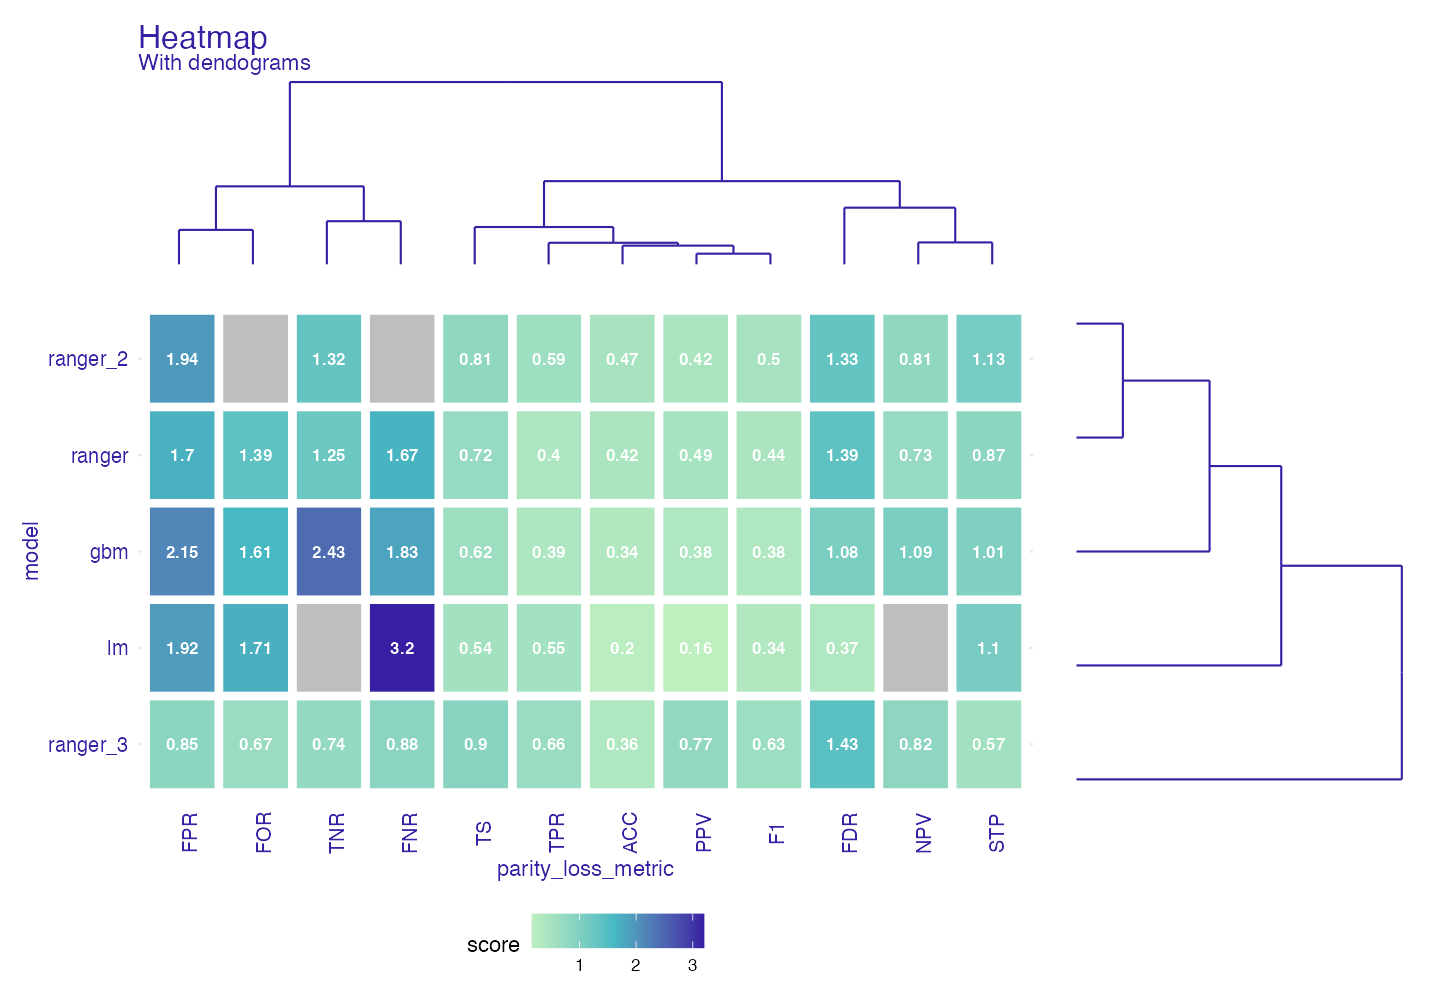 Heatmap
With dendograms
ranger_2 1.94 1.32 0.81 0.59 0.47 0.42 0.5 1.33 0.81 1.13
ranger 1.7 1.39 1.25 1.67 0.72 0.4 0.42 0.49 0.44 1.39 0.73 0.87
gbm 2.15 1.61 2.43 1.83 0.62 0.39 0.34 0.38 0.38 1.08 1.09 1.01
lm 1.92 1.71 3.2 0.54 0.55 0.2 0.16 0.34 0.37 1.1
ranger_3 0.85 0.67 0.74 0.88 0.9 0.66 0.36 0.77 0.63 1.43 0.82 0.57
model
FPR FOR TNR FNR TS TPR ACC PPV F1 FDR NPV STP
parity_loss_metric
score
1 2 3